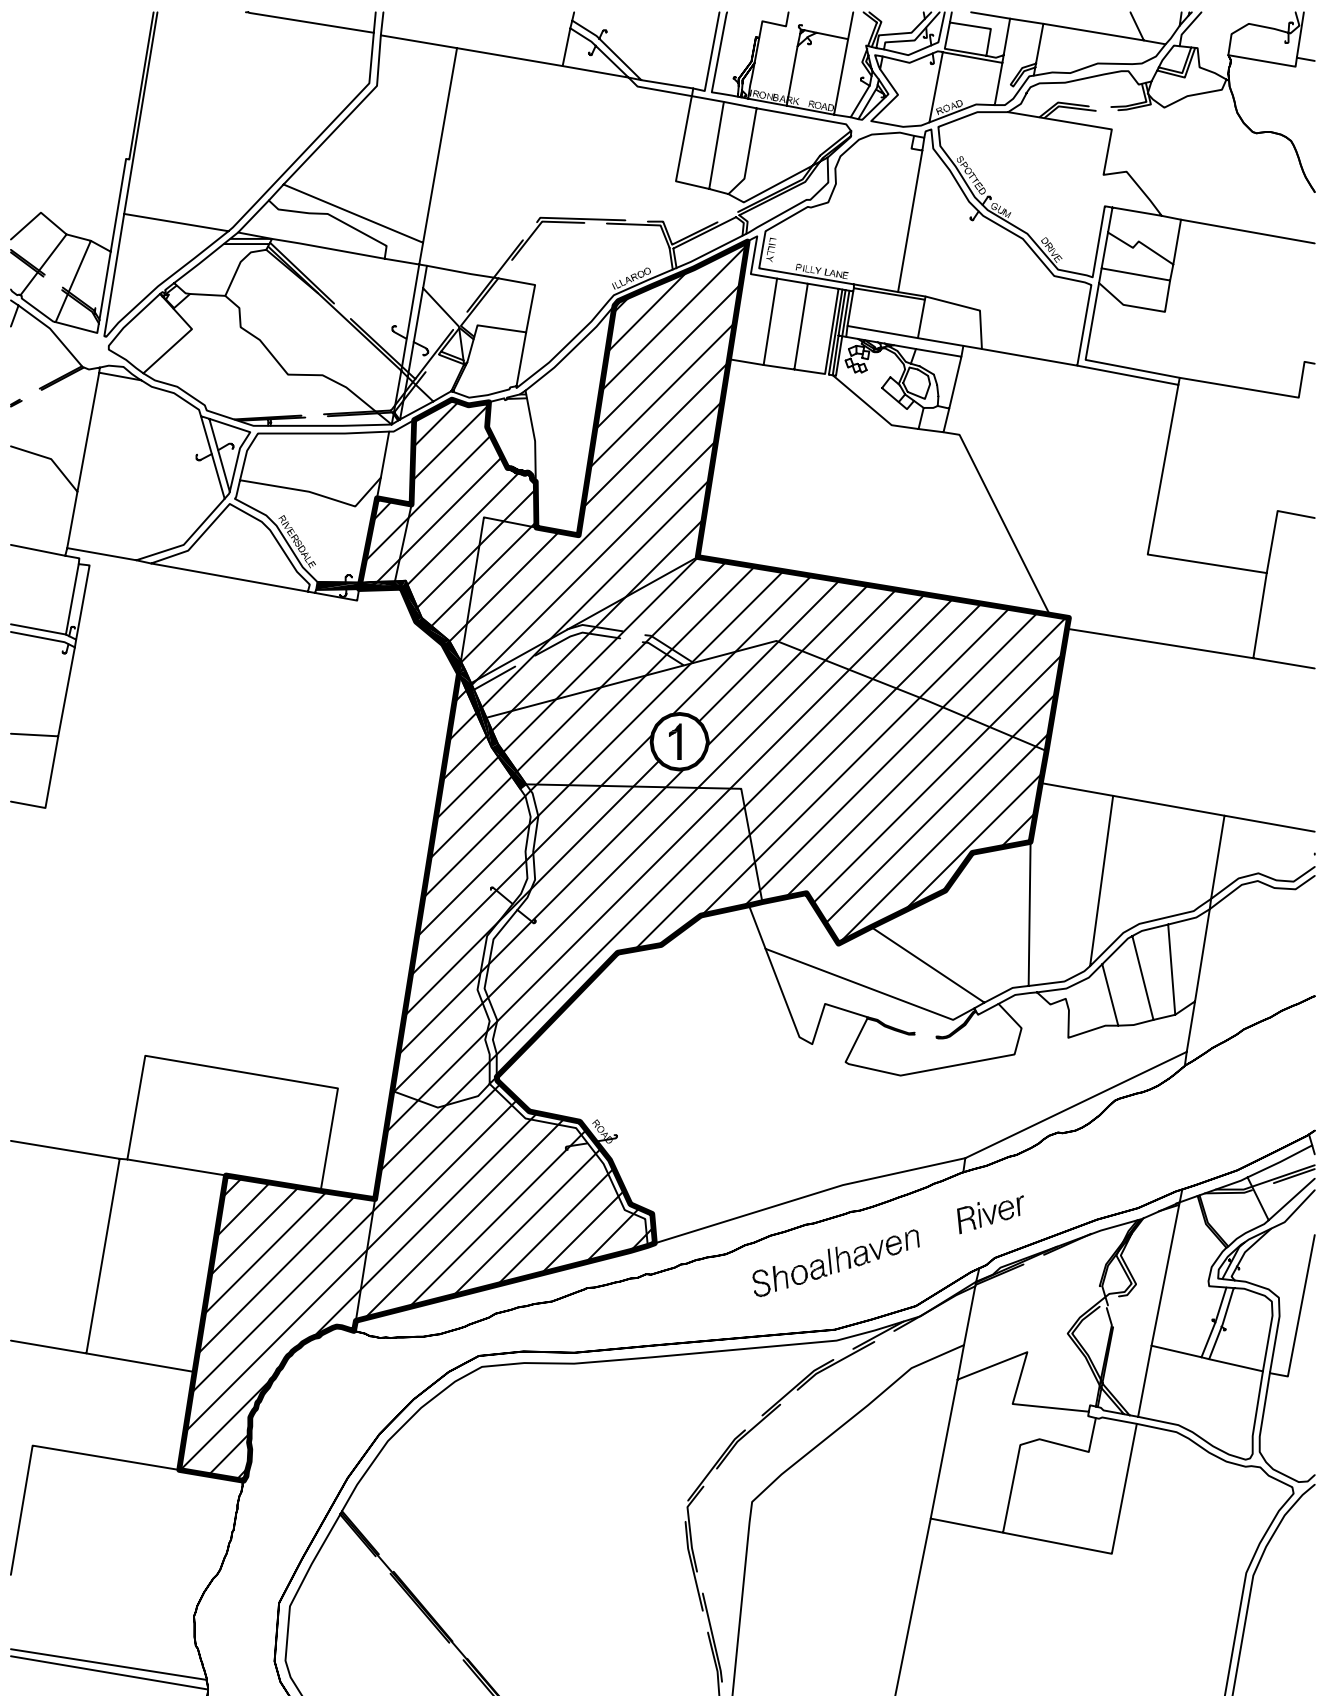 IRONBARK ROAD
ROAD
SPOTTED GUM DRIVE
LILLY
PILLY LANE
ILLAROO
RIVERSDALE
1
ROAD
Shoalhaven River